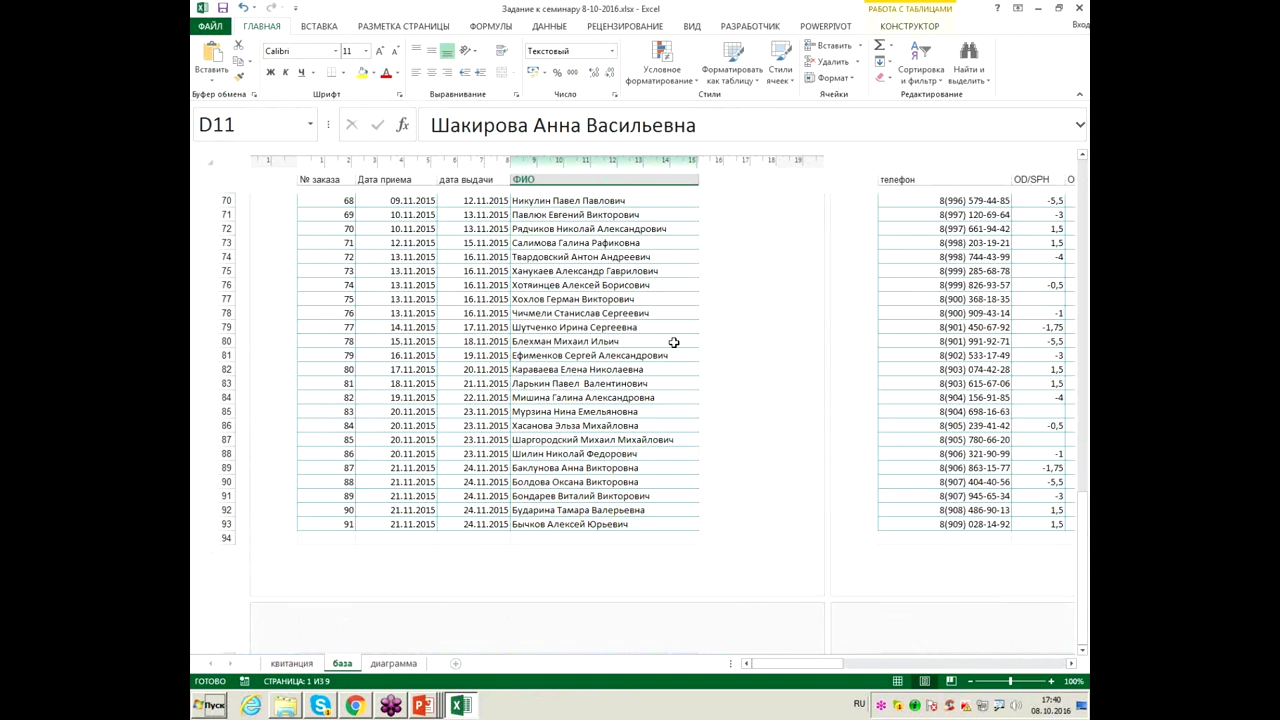 Задание к семинару 8-10-2016.xlsx - Excel
РАБОТА С ТАБЛИЦАМИ
ФАЙЛ ГЛАВНАЯ ВСТАВКА РАЗМЕТКА СТРАНИЦЫ ФОРМУЛЫ ДАННЫЕ РЕЦЕНЗИРОВАНИЕ ВИД РАЗРАБОТЧИК POWERPIVOT КОНСТРУКТОР Вход
Вставить
Calibri 11
Ж К Ч
Текстовый
Условное форматирование
Форматировать как таблицу
Стили ячеек
Вставить
Удалить
Формат
Сортировка и фильтр
Найти и выделить
Буфер обмена Шрифт Выравнивание Число Стили Ячейки Редактирование
D11 fx Шакирова Анна Васильевна
1 1 2 3 4 5 6 7 8 9 10 11 12 13 14 15 16 17 18 19
№ заказа Дата приема дата выдачи ФИО телефон OD/SPH O
70 68 09.11.2015 12.11.2015 Никулин Павел Павлович 8(996) 579-44-85 -5,5
71 69 10.11.2015 13.11.2015 Павлюк Евгений Викторович 8(997) 120-69-64 -3
72 70 10.11.2015 13.11.2015 Рядчиков Николай Александрович 8(997) 661-94-42 1,5
73 71 12.11.2015 15.11.2015 Салимова Галина Рафиковна 8(998) 203-19-21 1,5
74 72 13.11.2015 16.11.2015 Твардовский Антон Андреевич 8(998) 744-43-99 -4
75 73 13.11.2015 16.11.2015 Ханукаев Александр Гаврилович 8(999) 285-68-78
76 74 13.11.2015 16.11.2015 Хотяинцев Алексей Борисович 8(999) 826-93-57 -0,5
77 75 13.11.2015 16.11.2015 Хохлов Герман Викторович 8(900) 368-18-35
78 76 13.11.2015 16.11.2015 Чичмели Станислав Сергеевич 8(900) 909-43-14 -1
79 77 14.11.2015 17.11.2015 Шутченко Ирина Сергеевна 8(901) 450-67-92 -1,75
80 78 15.11.2015 18.11.2015 Блехман Михаил Ильич 8(901) 991-92-71 -5,5
81 79 16.11.2015 19.11.2015 Ефименков Сергей Александрович 8(902) 533-17-49 -3
82 80 17.11.2015 20.11.2015 Караваева Елена Николаевна 8(903) 074-42-28 1,5
83 81 18.11.2015 21.11.2015 Ларькин Павел  Валентинович 8(903) 615-67-06 1,5
84 82 19.11.2015 22.11.2015 Мишина Галина Александровна 8(904) 156-91-85 -4
85 83 20.11.2015 23.11.2015 Мурзина Нина Емельяновна 8(904) 698-16-63
86 84 20.11.2015 23.11.2015 Хасанова Эльза Михайловна 8(905) 239-41-42 -0,5
87 85 20.11.2015 23.11.2015 Шаргородский Михаил Михайлович 8(905) 780-66-20
88 86 20.11.2015 23.11.2015 Шилин Николай Федорович 8(906) 321-90-99 -1
89 87 21.11.2015 24.11.2015 Баклунова Анна Викторовна 8(906) 863-15-77 -1,75
90 88 21.11.2015 24.11.2015 Болдова Оксана Викторовна 8(907) 404-40-56 -5,5
91 89 21.11.2015 24.11.2015 Бондарев Виталий Викторович 8(907) 945-65-34 -3
92 90 21.11.2015 24.11.2015 Бударина Тамара Валерьевна 8(908) 486-90-13 1,5
93 91 21.11.2015 24.11.2015 Бычков Алексей Юрьевич 8(909) 028-14-92 1,5
94
квитанция база диаграмма
ГОТОВО СТРАНИЦА: 1 ИЗ 9 100%
Пуск RU 17:40
08.10.2016